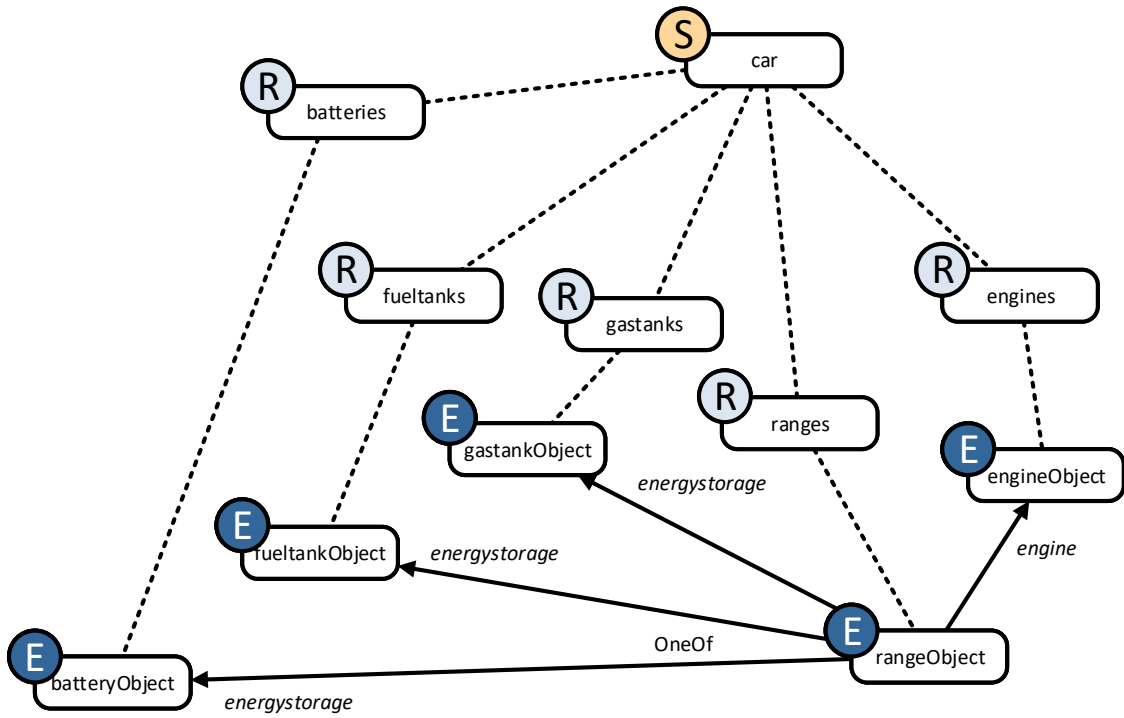 S
car
R
batteries
R
fueltanks
R
gastanks
R
engines
R
ranges
E
gastankObject
E
engineObject
energystorage
E
fueltankObject
energystorage
engine
E
rangeObject
OneOf
E
batteryObject
energystorage